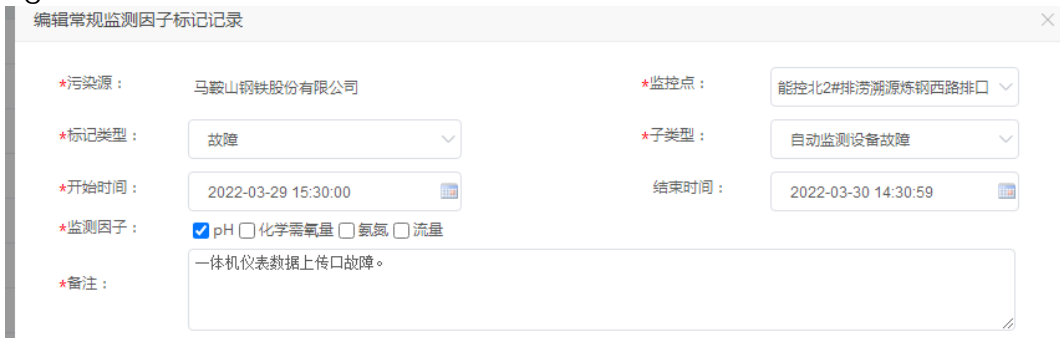 编辑常规监测因子标记记录
*污染源： 马鞍山钢铁股份有限公司 *监控点： 能控北2#排涝溯源炼钢西路排口
*标记类型： 故障 *子类型： 自动监测设备故障
*开始时间： 2022-03-29 15:30:00 结束时间： 2022-03-30 14:30:59
*监测因子： pH 化学需氧量 氨氮 流量
*备注： 一体机仪表数据上传口故障。